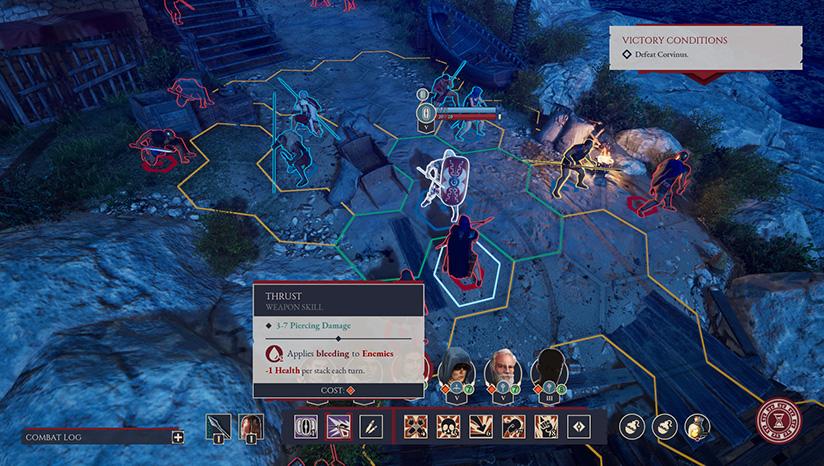 VICTORY CONDITIONS
Defeat Corvinus.
V
THRUST
WEAPON SKILL
3-7 Piercing Damage
Applies bleeding to Enemies
-1 Health per stack each turn.
COST:
V
V
III
COMBAT LOG
I
I